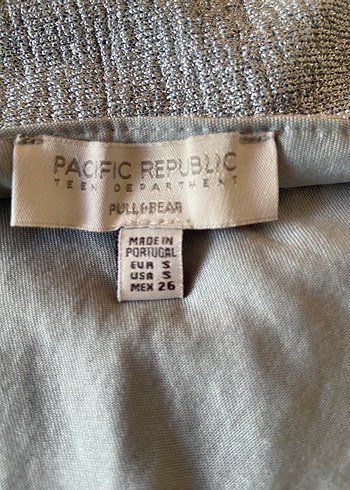 PACIFIC REPUBLIC
TEEN DEPARTMENT
PULL&BEAR
MADE IN
PORTUGAL
EUR S
USA S
MEX 26